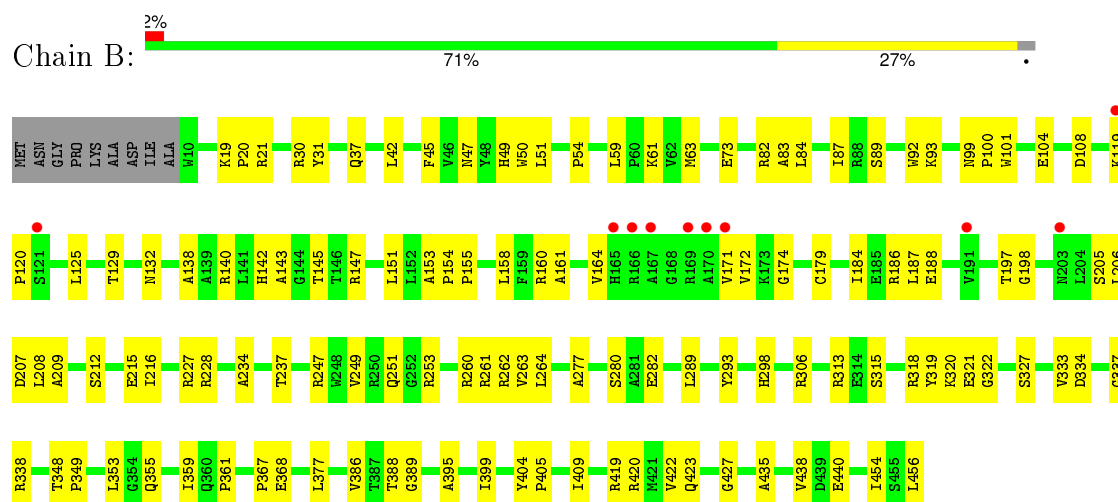 2%
Chain B:
71% 27% •
MET ASN GLY PRO LYS ALA ASP ILE ALA W10 K19 P20 R21 R30 Y31 Q37 L42 F45 V46 N47 Y48 H49 W50 L51 P54 L59 P60 K61 V62 M63 E73 R82 A83 L84 I87 R88 S89 W92 K93 N99 P100 W101 E104 D108 K119
P120 S121 L125 T129 N132 A138 A139 R140 L141 H142 A143 G144 T145 T146 R147 L151 L152 A153 P154 P155 L158 F159 R160 A161 V164 H165 R166 A167 G168 R169 A170 V171 V172 K173 G174 C179 I184 E185 R186 L187 E188 V191 T197 G198 N203 L204 S205 L206
D207 L208 A209 S212 E215 I216 R227 R228 A234 T237 R247 W248 V249 R250 Q251 G252 R253 R260 R261 R262 V263 L264 A277 S280 A281 E282 L289 Y293 H298 R306 R313 E314 S315 R318 Y319 K320 E321 G322 S327 V333 D334
R338 T348 P349 L353 G354 Q355 I359 Q360 P361 P367 E368 L377 V386 T387 T388 G389 A395 I399 Y404 P405 I409 R419 R420 M421 V422 Q423 G427 A435 V438 D439 E440 I454 S455 L456